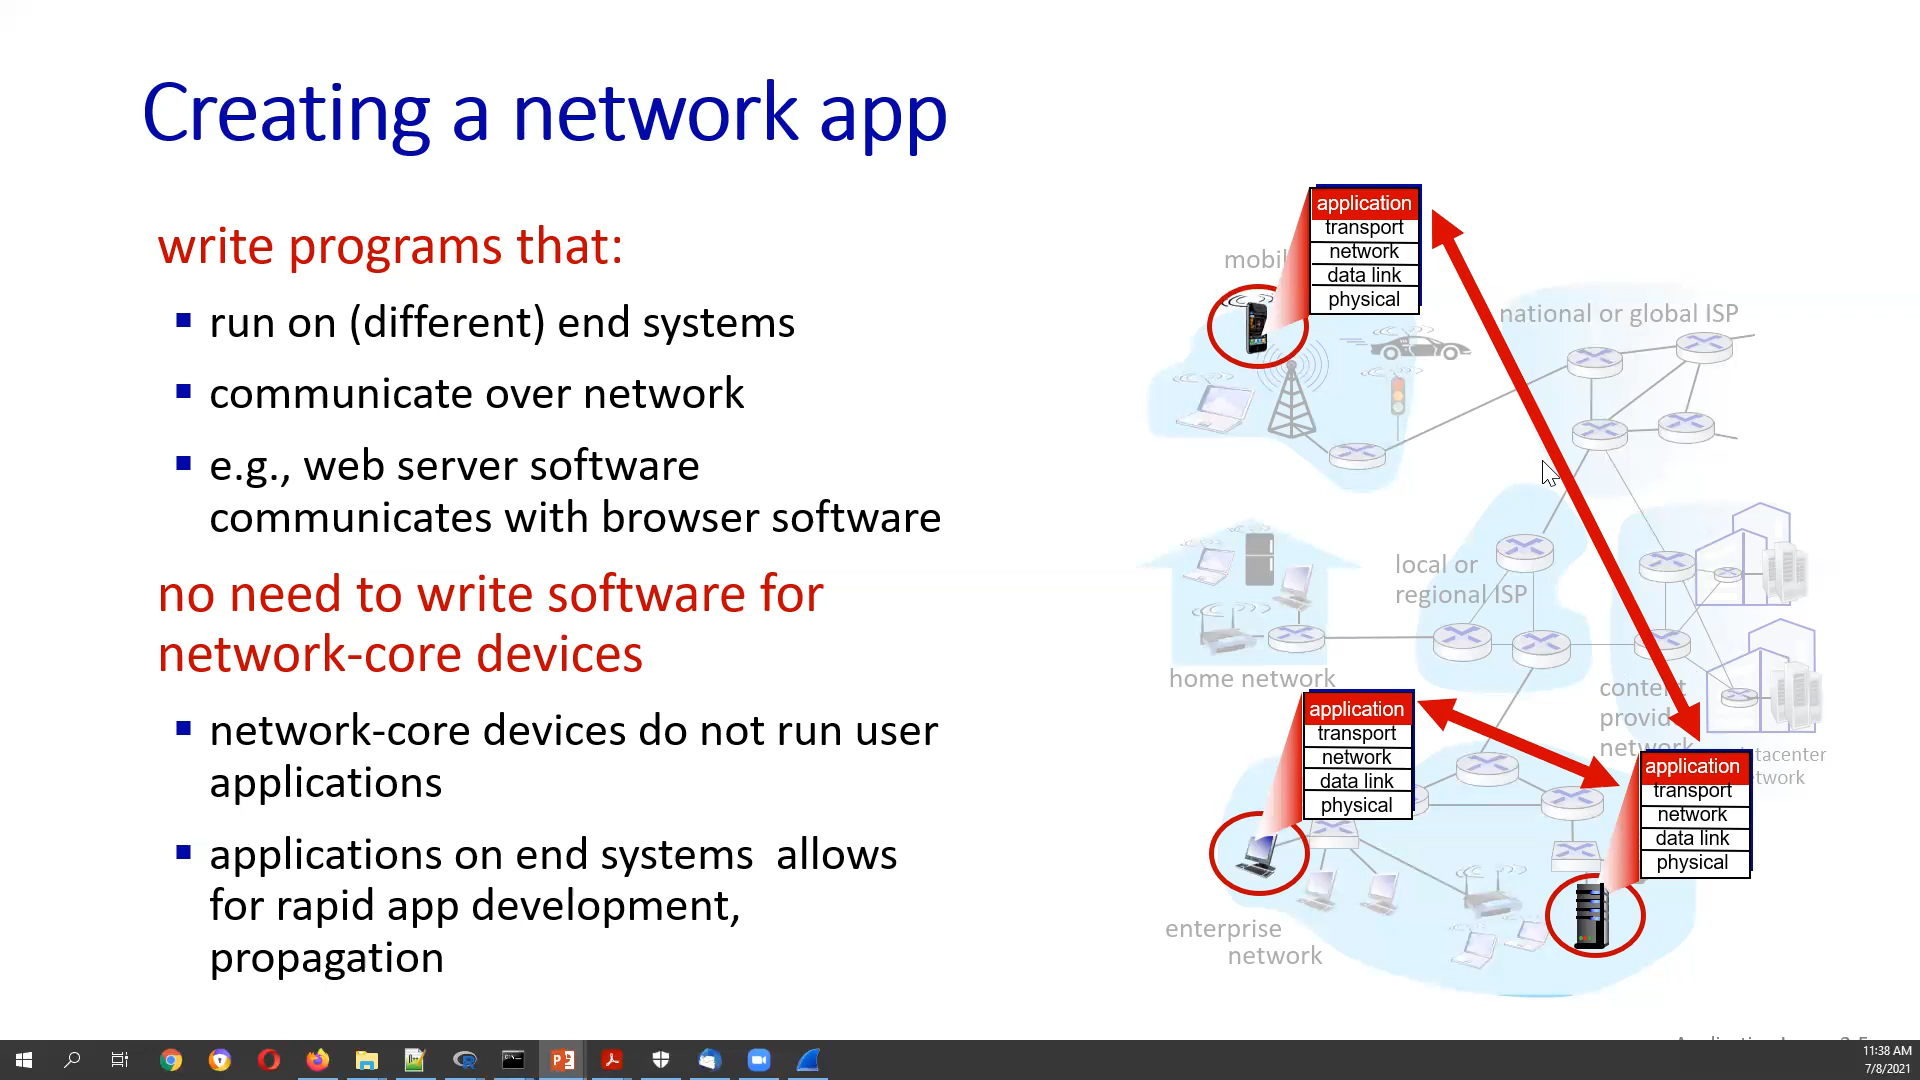 Creating a network app
write programs that:
run on (different) end systems
communicate over network
e.g., web server software
communicates with browser software
no need to write software for
network-core devices
network-core devices do not run user
applications
applications on end systems allows
for rapid app development,
propagation
application
transport
network
data link
physical
national or global ISP
local or
regional ISP
home network
application
transport
network
data link
physical
network
application
transport
network
data link
physical
enterprise
network
11:38 AM
7/8/2021